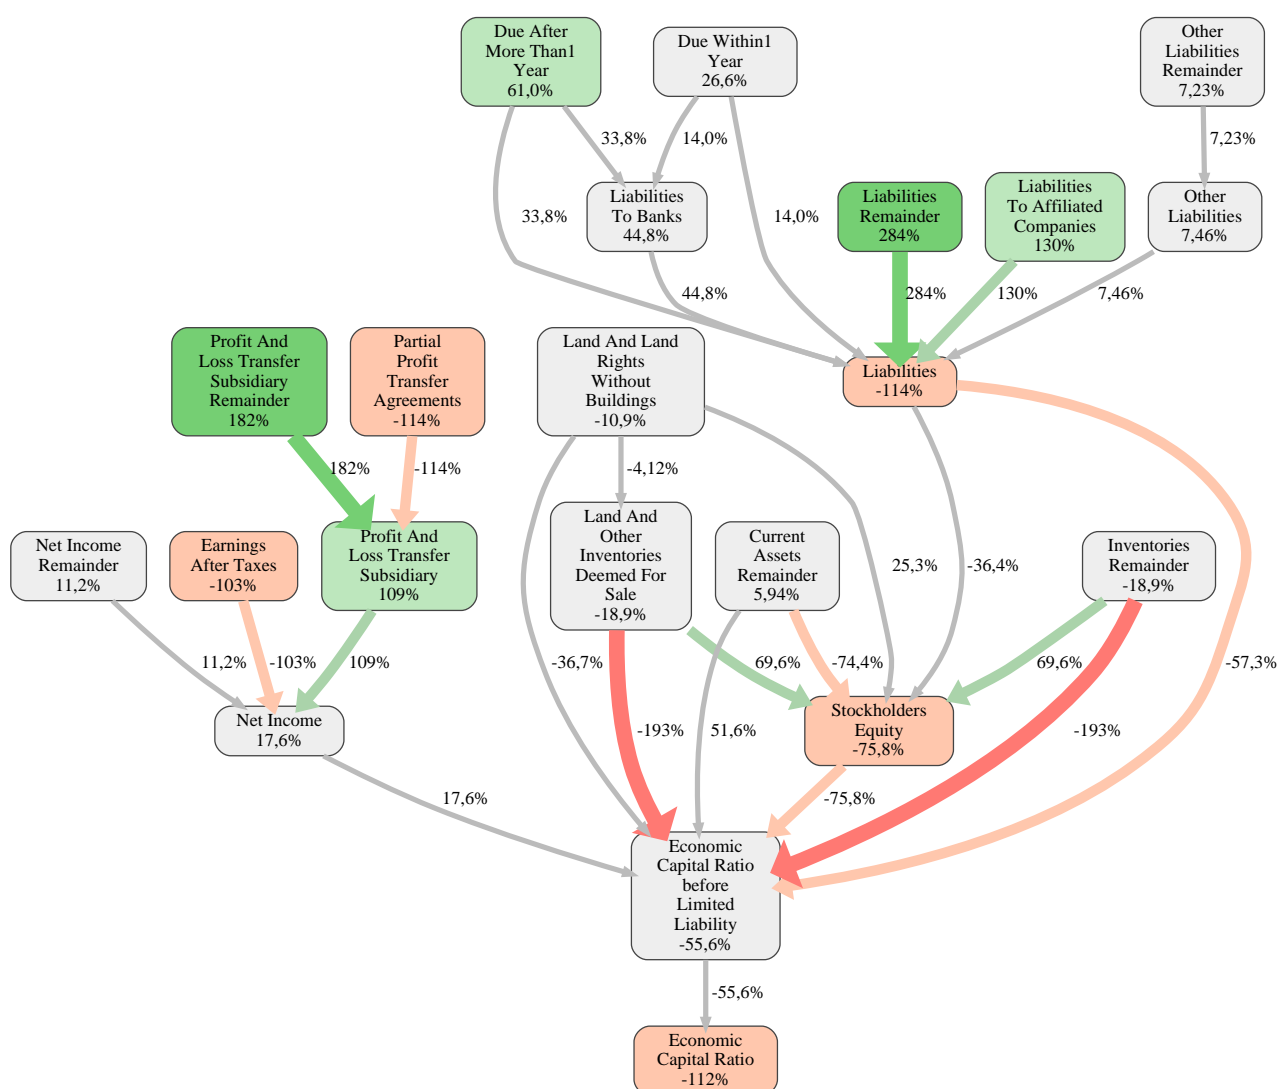 Due After
More Than1
Year
61,0%
Due Within1
Year
26,6%
Other
Liabilities
Remainder
7,23%
33,8%
14,0%
7,23%
Liabilities
To Banks
44,8%
Liabilities
Remainder
284%
Liabilities
To Affiliated
Companies
130%
Other
Liabilities
7,46%
33,8%
14,0%
44,8%
284%
130%
7,46%
Profit And
Loss Transfer
Subsidiary
Remainder
182%
Partial
Profit
Transfer
Agreements
-114%
Land And Land
Rights
Without
Buildings
-10,9%
Liabilities
-114%
182%
-114%
-4,12%
Net Income
Remainder
11,2%
Earnings
After Taxes
-103%
Profit And
Loss Transfer
Subsidiary
109%
Land And
Other
Inventories
Deemed For
Sale
-18,9%
Current
Assets
Remainder
5,94%
25,3%
-36,4%
Inventories
Remainder
-18,9%
11,2%
-103%
109%
-36,7%
69,6%
-74,4%
69,6%
-57,3%
Net Income
17,6%
-193%
51,6%
Stockholders
Equity
-75,8%
-193%
17,6%
-75,8%
Economic
Capital Ratio
before
Limited
Liability
-55,6%
-55,6%
Economic
Capital Ratio
-112%